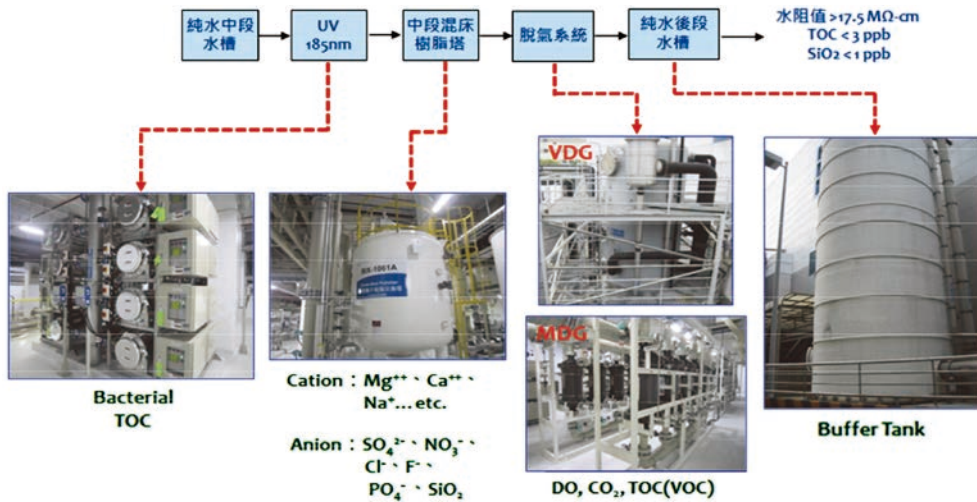 純水中段
水槽
UV
185nm
中段混床
樹脂塔
脫氣系統
純水後段
水槽
水阻值 >17.5 MΩ-cm
TOC < 3 ppb
SiO2 < 1 ppb
VDG
MX-1061A
MDG
Bacterial
TOC
Cation：Mg⁺⁺、Ca⁺⁺、
Na⁺... etc.
Anion：SO₄²⁻、NO₃⁻、
Cl⁻、F⁻、
PO₄⁻、SiO₂
DO, CO₂, TOC(VOC)
Buffer Tank